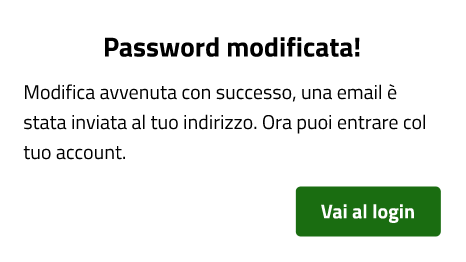 Password modificata!
Modifica avvenuta con successo, una email è
stata inviata al tuo indirizzo. Ora puoi entrare col
tuo account.
Vai al login